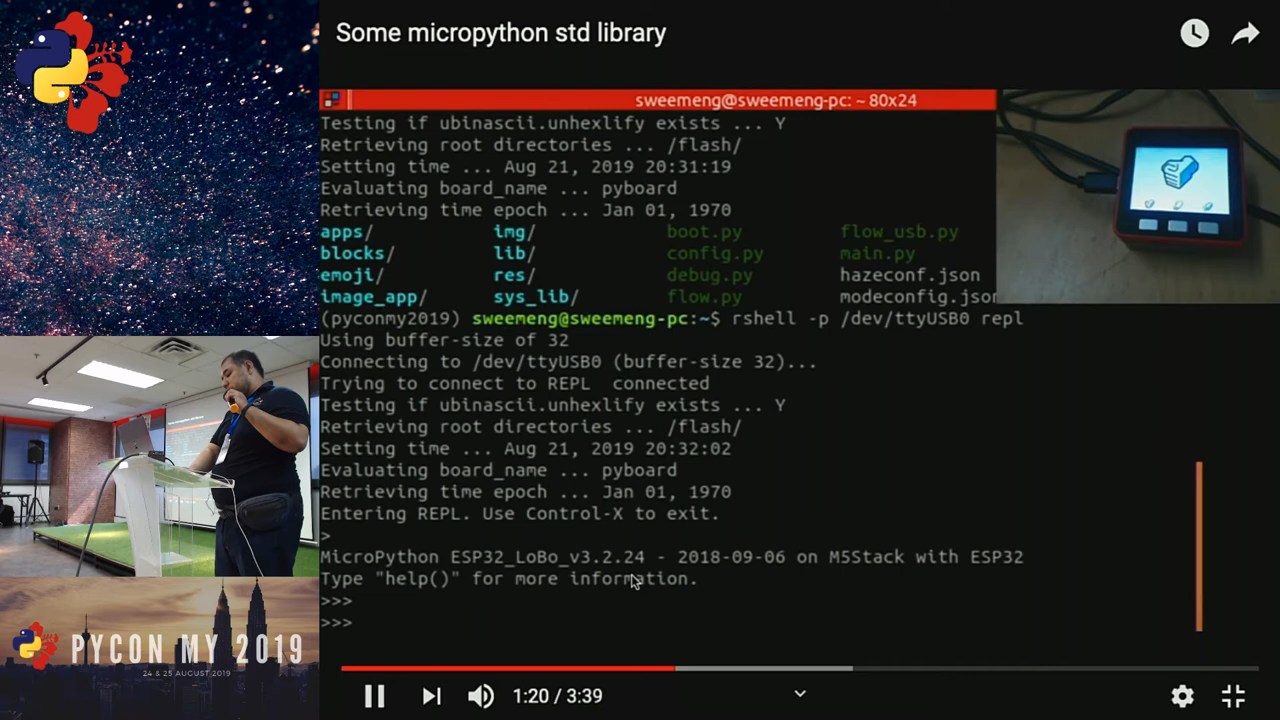 Some micropython std library
sweemeng@sweemeng-pc: ~ 80x24
Testing if ubinascii.unhexlify exists ... Y
Retrieving root directories ... /flash/
Setting time ... Aug 21, 2019 20:31:19
Evaluating board_name ... pyboard
Retrieving time epoch ... Jan 01, 1970
apps/ img/ boot.py flow_usb.py
blocks/ lib/ config.py main.py
emoji/ res/ debug.py hazeconf.json
image_app/ sys_lib/ flow.py modeconfig.json
(pyconmy2019) sweemeng@sweemeng-pc:~$ rshell -p /dev/ttyUSB0 repl
Using buffer-size of 32
Connecting to /dev/ttyUSB0 (buffer-size 32)...
Trying to connect to REPL  connected
Testing if ubinascii.unhexlify exists ... Y
Retrieving root directories ... /flash/
Setting time ... Aug 21, 2019 20:32:02
Evaluating board_name ... pyboard
Retrieving time epoch ... Jan 01, 1970
Entering REPL. Use Control-X to exit.
>
MicroPython ESP32_LoBo_v3.2.24 - 2018-09-06 on M5Stack with ESP32
Type "help()" for more information.
>>>
>>>
1:20 / 3:39
PYCON MY 2019
24 & 25 AUGUST 2019